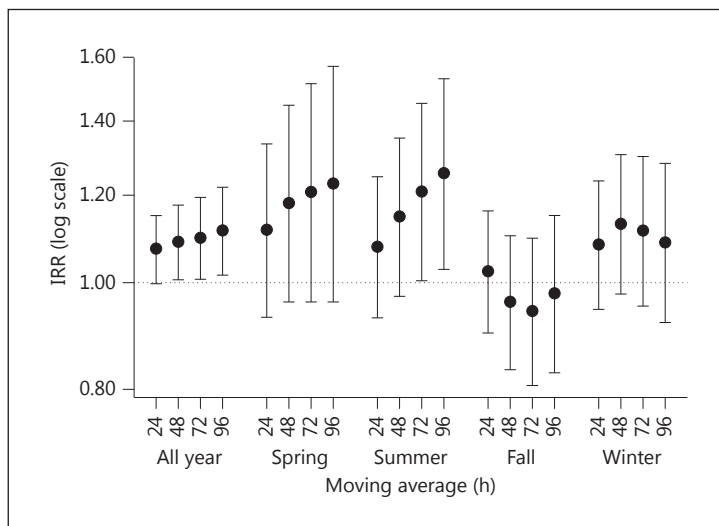 1.60
1.40
1.20
1.00
0.80
IRR (log scale)
24 48 72 96 24 48 72 96 24 48 72 96 24 48 72 96 24 48 72 96
All year Spring Summer Fall Winter
Moving average (h)